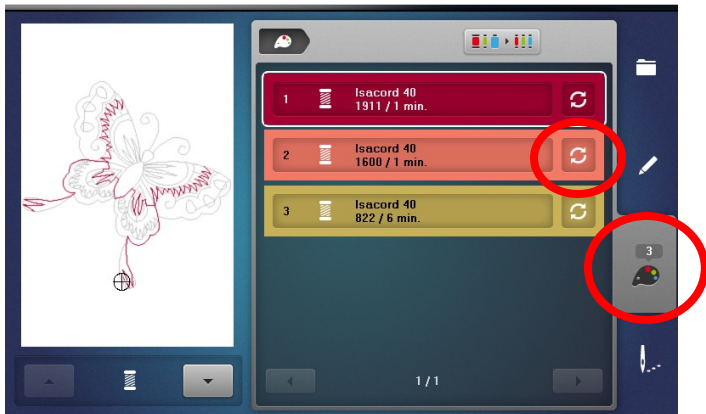 1
Isacord 40
1911 / 1 min.
2
Isacord 40
1600 / 1 min.
3
Isacord 40
822 / 6 min.
3
1 / 1